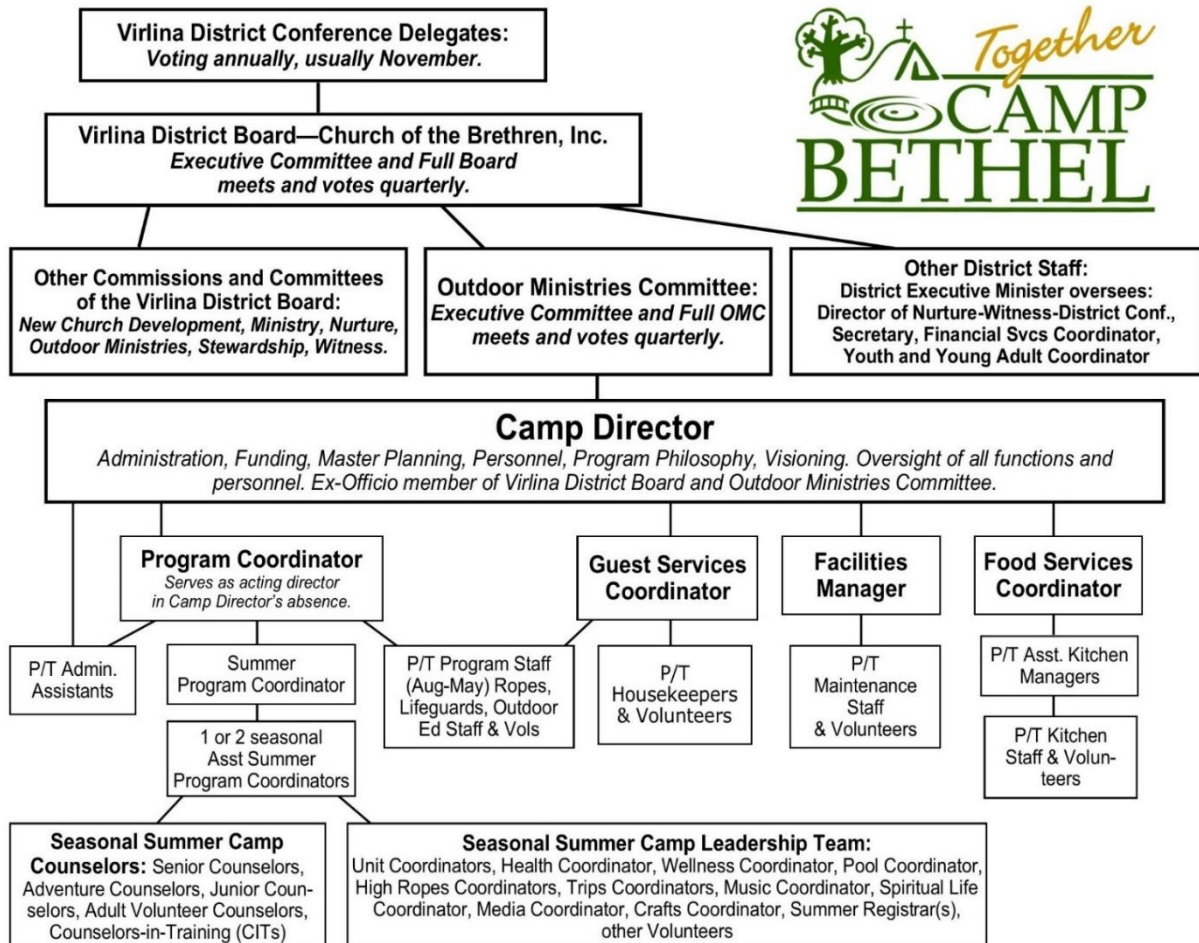 Virlina District Conference Delegates:
Voting annually, usually November.
Together
CAMP
BETHEL
Virlina District Board—Church of the Brethren, Inc.
Executive Committee and Full Board
meets and votes quarterly.
Other Commissions and Committees
of the Virlina District Board:
New Church Development, Ministry, Nurture,
Outdoor Ministries, Stewardship, Witness.
Outdoor Ministries Committee:
Executive Committee and Full OMC
meets and votes quarterly.
Other District Staff:
District Executive Minister oversees:
Director of Nurture-Witness-District Conf.,
Secretary, Financial Svcs Coordinator,
Youth and Young Adult Coordinator
Camp Director
Administration, Funding, Master Planning, Personnel, Program Philosophy, Visioning. Oversight of all functions and
personnel. Ex-Officio member of Virlina District Board and Outdoor Ministries Committee.
Program Coordinator
Serves as acting director
in Camp Director's absence.
Guest Services
Coordinator
Facilities
Manager
Food Services
Coordinator
P/T Admin.
Assistants
Summer
Program Coordinator
P/T Program Staff
(Aug-May) Ropes,
Lifeguards, Outdoor
Ed Staff & Vols
P/T
Housekeepers
& Volunteers
P/T
Maintenance
Staff
& Volunteers
P/T Asst. Kitchen
Managers
1 or 2 seasonal
Asst Summer
Program Coordinators
P/T Kitchen
Staff & Volun-
teers
Seasonal Summer Camp
Counselors: Senior Counselors,
Adventure Counselors, Junior Coun-
selors, Adult Volunteer Counselors,
Counselors-in-Training (CITs)
Seasonal Summer Camp Leadership Team:
Unit Coordinators, Health Coordinator, Wellness Coordinator, Pool Coordinator,
High Ropes Coordinators, Trips Coordinators, Music Coordinator, Spiritual Life
Coordinator, Media Coordinator, Crafts Coordinator, Summer Registrar(s),
other Volunteers